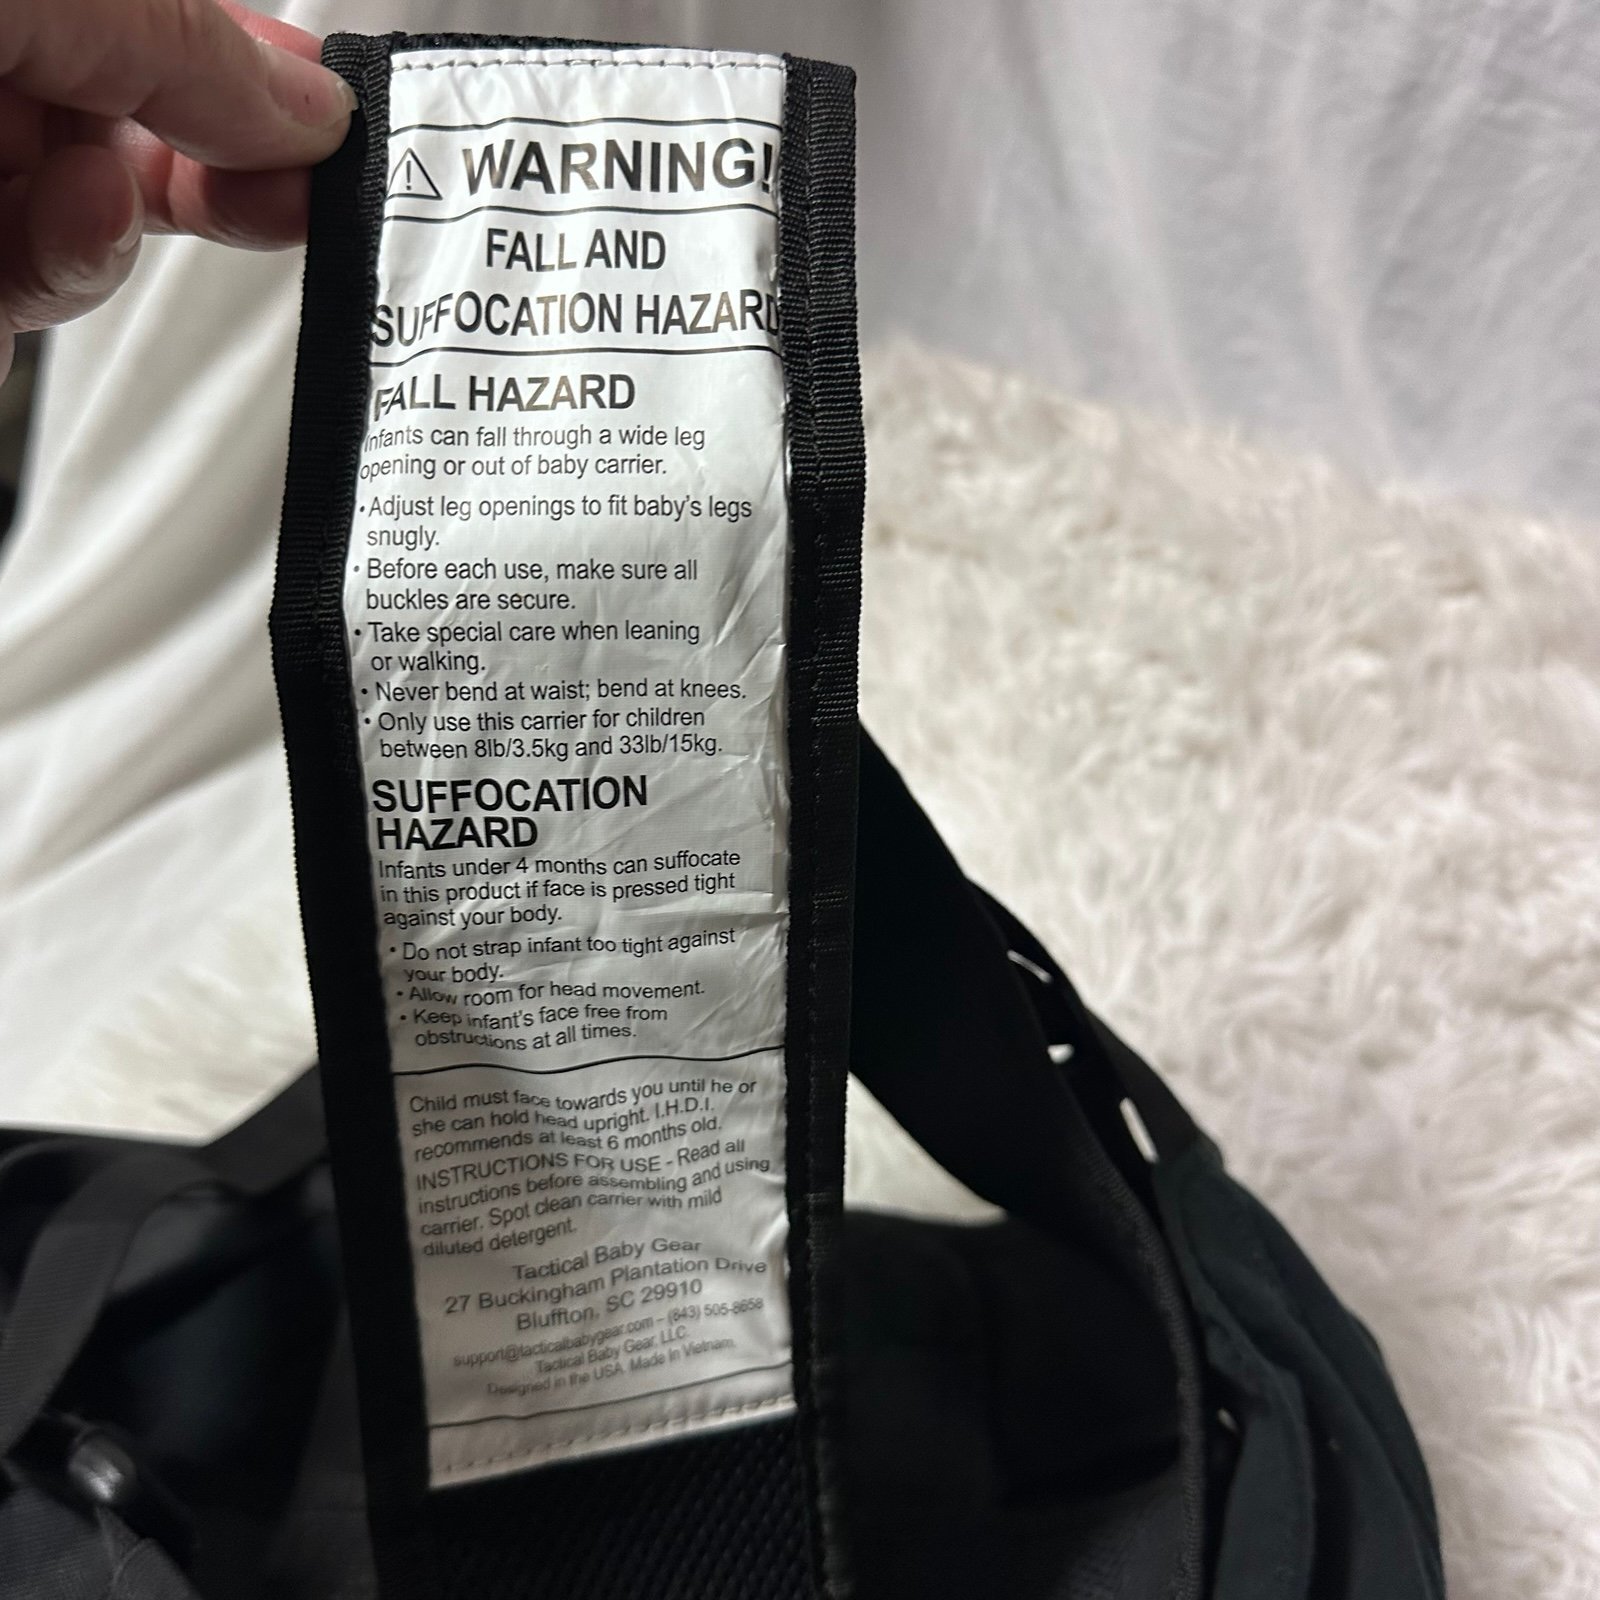 WARNING!
FALL AND
SUFFOCATION HAZARD
FALL HAZARD
Infants can fall through a wide leg
opening or out of baby carrier.
•Adjust leg openings to fit baby's legs
snugly.
• Before each use, make sure all
buckles are secure.
• Take special care when leaning
or walking.
• Never bend at waist; bend at knees.
• Only use this carrier for children
between 8lb/3.5kg and 33lb/15kg.
SUFFOCATION
HAZARD
Infants under 4 months can suffocate
in this product if face is pressed tight
against your body.
• Do not strap infant too tight against
your body.
• Allow room for head movement.
• Keep infant's face free from
obstructions at all times.
Child must face towards you until he or
she can hold head upright. I.H.D.I.
recommends at least 6 months old.
INSTRUCTIONS FOR USE - Read all
instructions before assembling and using
carrier. Spot clean carrier with mild
diluted detergent.
Tactical Baby Gear
27 Buckingham Plantation Drive
Bluffton, SC 29910
support@tacticalbabygear.com – (843) 505-8658
Tactical Baby Gear, LLC.
Designed in the USA. Made In Vietnam.